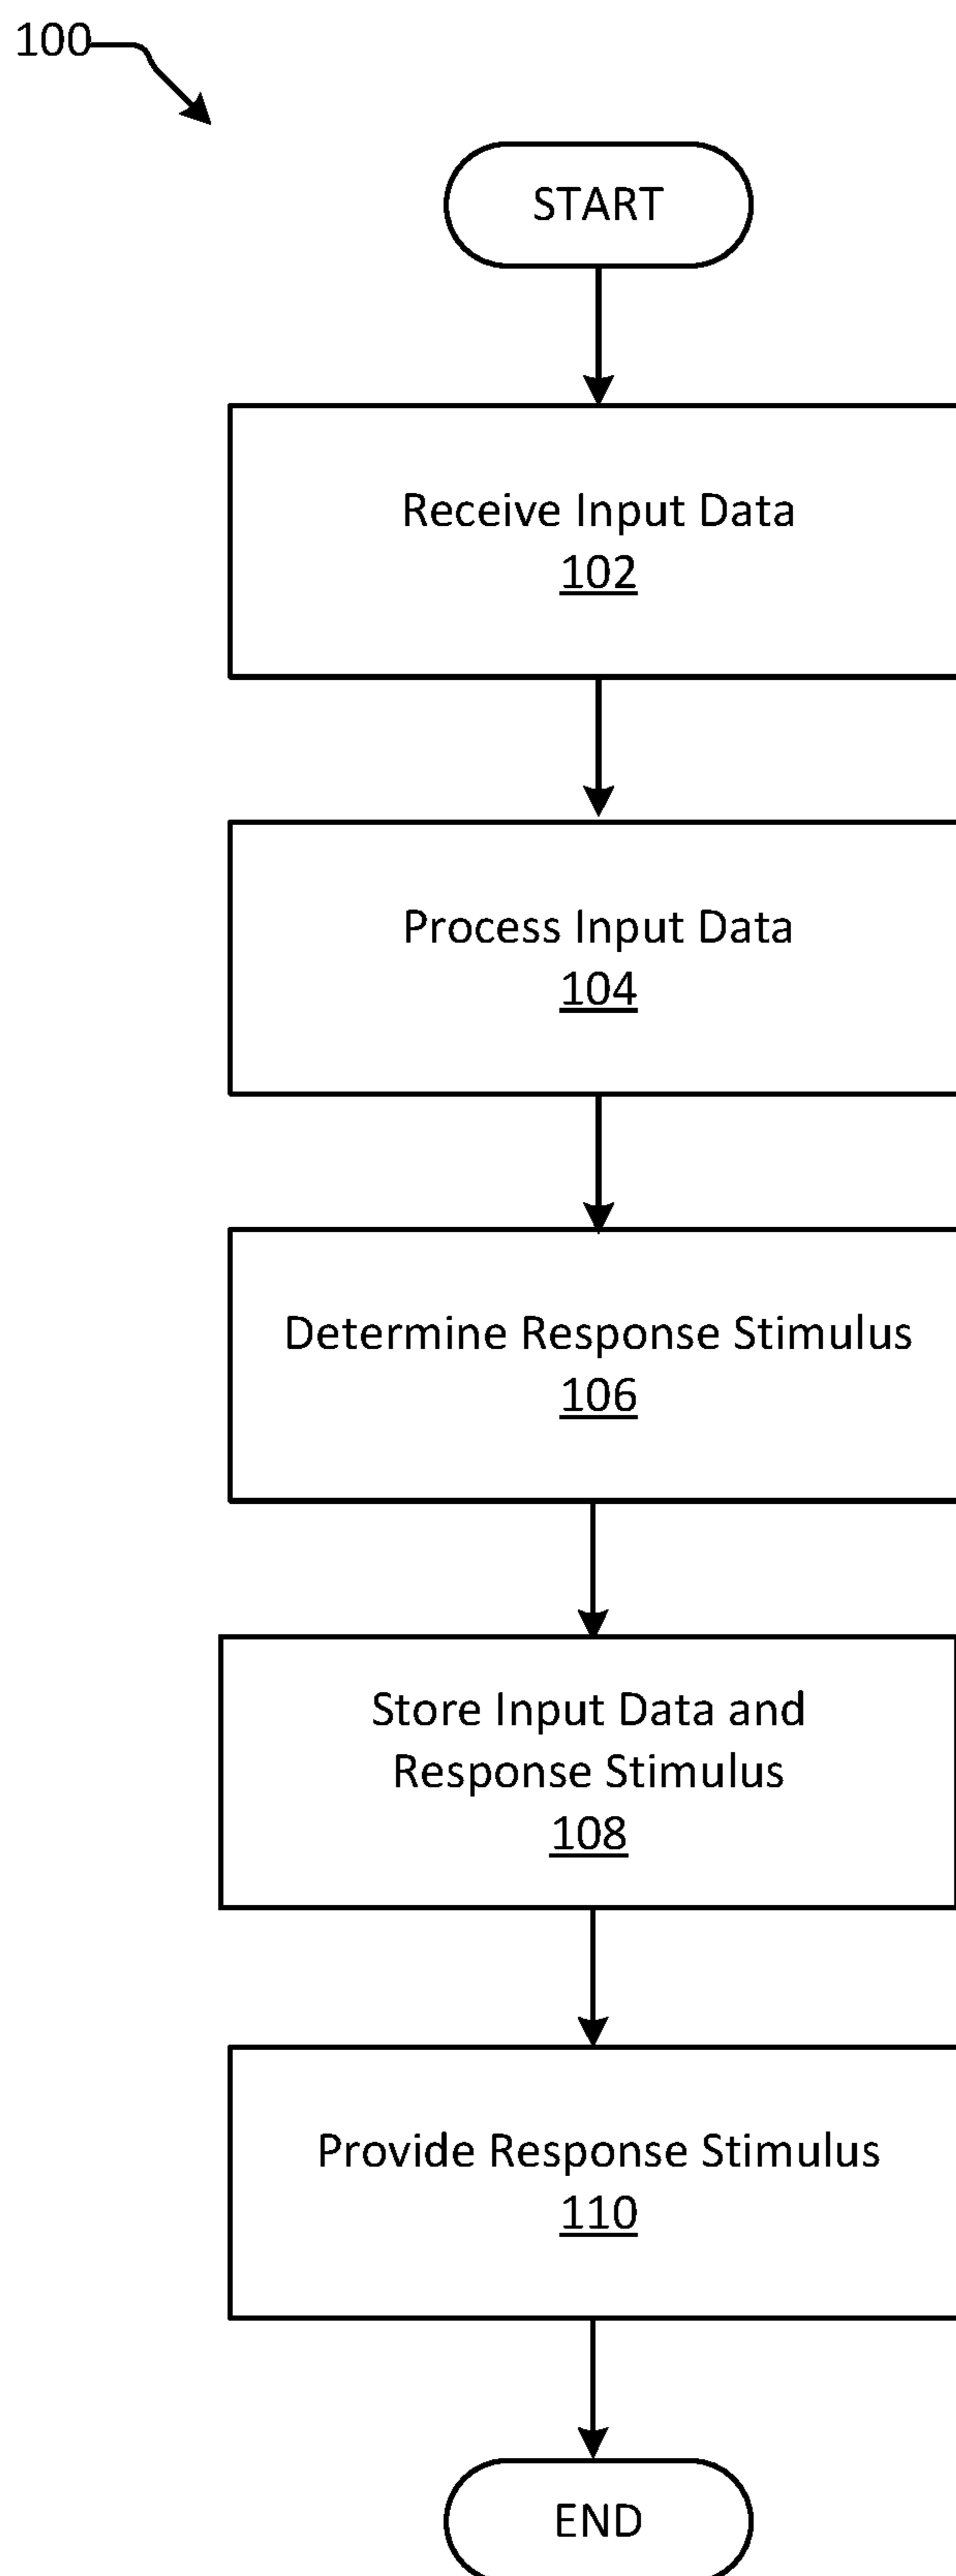 100
START
Receive Input Data
102
Process Input Data
104
Determine Response Stimulus
106
Store Input Data and
Response Stimulus
108
Provide Response Stimulus
110
END